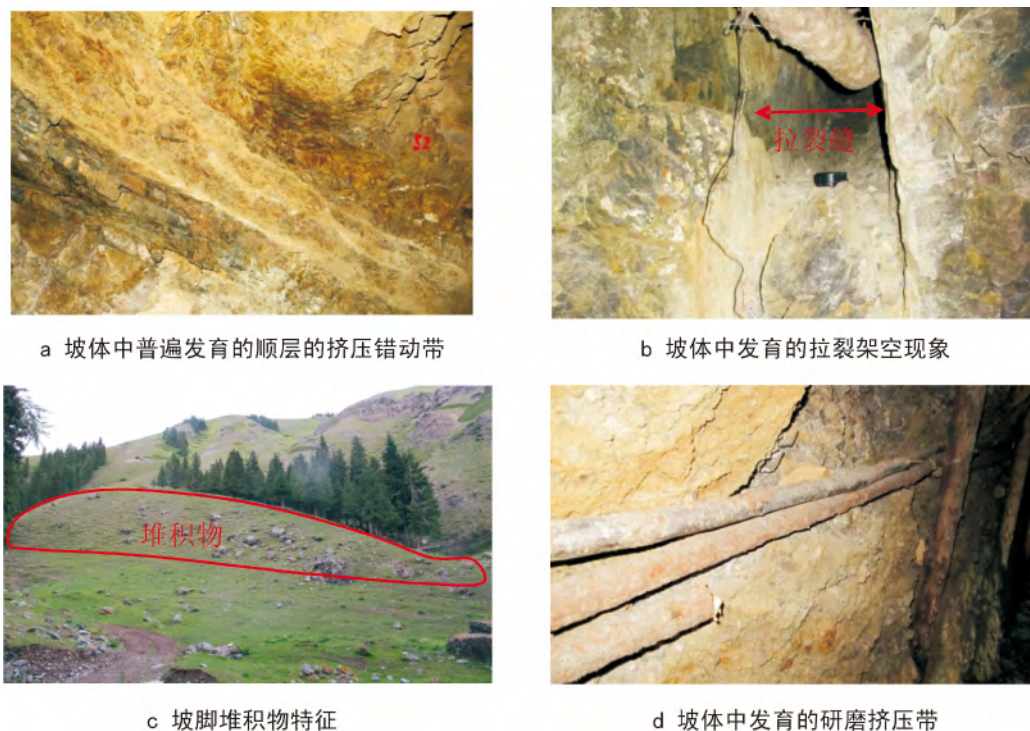 52
拉裂缝
a 坡体中普遍发育的顺层的挤压错动带
b 坡体中发育的拉裂架空现象
堆积物
c 坡脚堆积物特征
d 坡体中发育的研磨挤压带